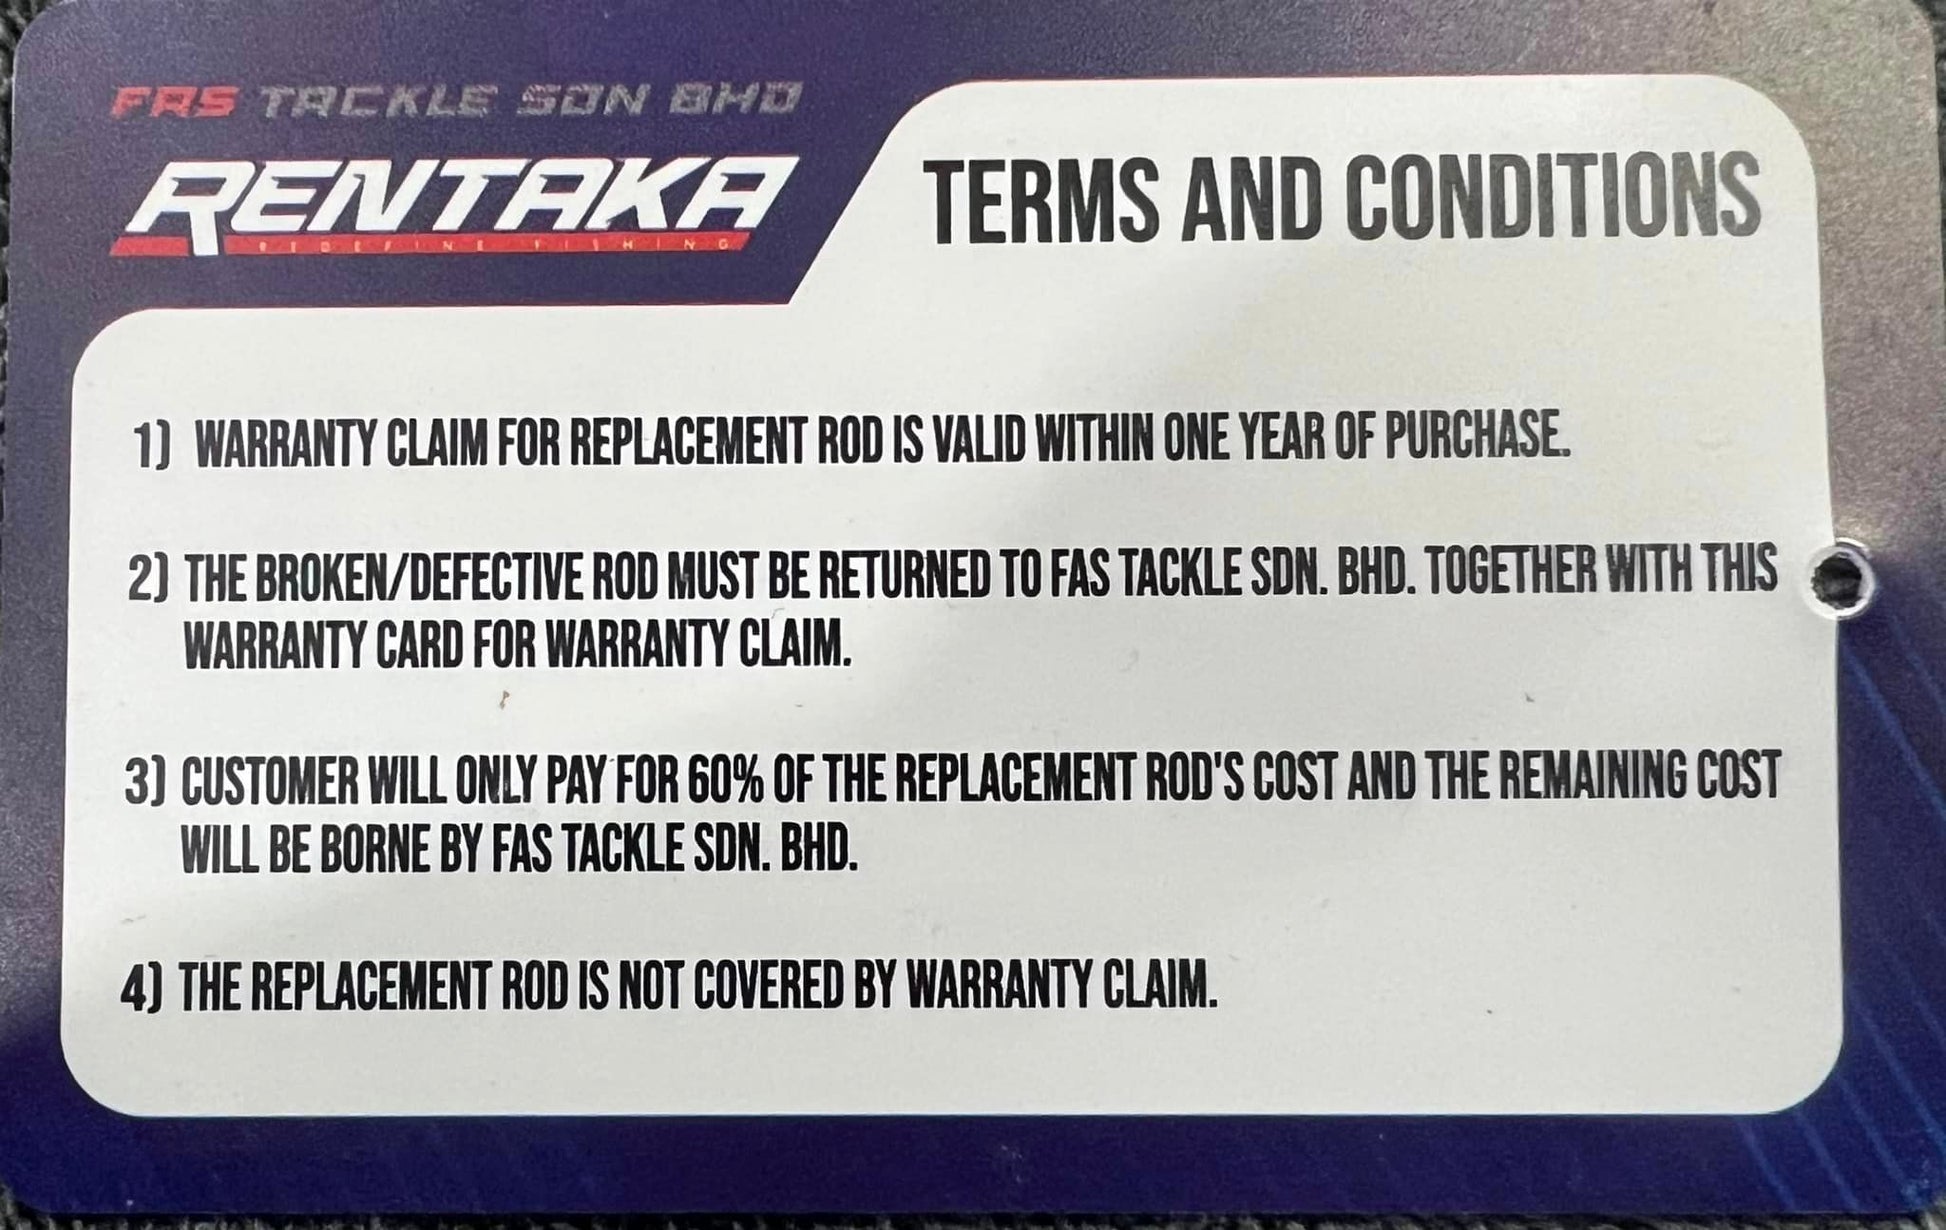 FAS TACKLE SDN BHD
RENTAKA
REDEFINE FISHING
TERMS AND CONDITIONS
1) WARRANTY CLAIM FOR REPLACEMENT ROD IS VALID WITHIN ONE YEAR OF PURCHASE.
2) THE BROKEN/DEFECTIVE ROD MUST BE RETURNED TO FAS TACKLE SDN. BHD. TOGETHER WITH THIS
WARRANTY CARD FOR WARRANTY CLAIM.
3) CUSTOMER WILL ONLY PAY FOR 60% OF THE REPLACEMENT ROD'S COST AND THE REMAINING COST
WILL BE BORNE BY FAS TACKLE SDN. BHD.
4) THE REPLACEMENT ROD IS NOT COVERED BY WARRANTY CLAIM.